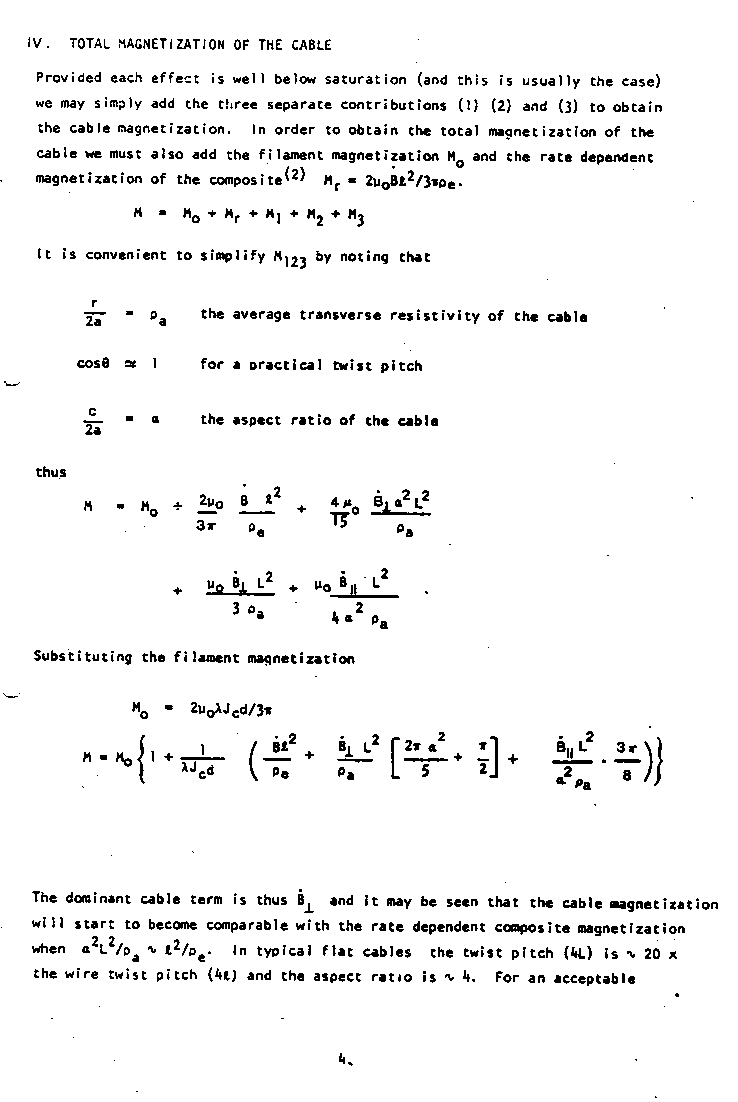 IV. TOTAL MAGNETIZATION OF THE CABLE
Provided each effect is well below saturation (and this is usually the case)
we may simply add the three separate contributions (1) (2) and (3) to obtain
the cable magnetization. In order to obtain the total magnetization of the
cable we must also add the filament magnetization M₀ and the rate dependent
magnetization of the composite⁽²⁾ Mᵣ = 2μ₀Ḃℓ²/3πρₑ.
M = M₀ + Mᵣ + M₁ + M₂ + M₃
It is convenient to simplify M₁₂₃ by noting that
r/2a = ρₐ the average transverse resistivity of the cable
cosθ ≃ 1 for a practical twist pitch
c/2a = α the aspect ratio of the cable
thus
M = M₀ + 2μ₀/3π Ḃ ℓ²/ρₑ + 4μ₀/15 Ḃ⊥α²L²/ρₐ
+ μ₀ Ḃ⊥ L²/3 ρₐ + μ₀ Ḃ∥ L²/4 α² ρₐ .
Substituting the filament magnetization
M₀ = 2μ₀λJ꜀d/3π
M = M₀ { 1 + 1/λJ꜀d ( Ḃℓ²/ρₑ + Ḃ⊥ L²/ρₐ [ 2π α²/5 + π/2 ] + Ḃ∥ L²/α² ρₐ · 3π/8 ) }
The dominant cable term is thus Ḃ⊥ and it may be seen that the cable magnetization
will start to become comparable with the rate dependent composite magnetization
when α²L²/ρₐ ∿ ℓ²/ρₑ. In typical flat cables the twist pitch (4L) is ∿ 20 x
the wire twist pitch (4ℓ) and the aspect ratio is ∿ 4. For an acceptable
4.